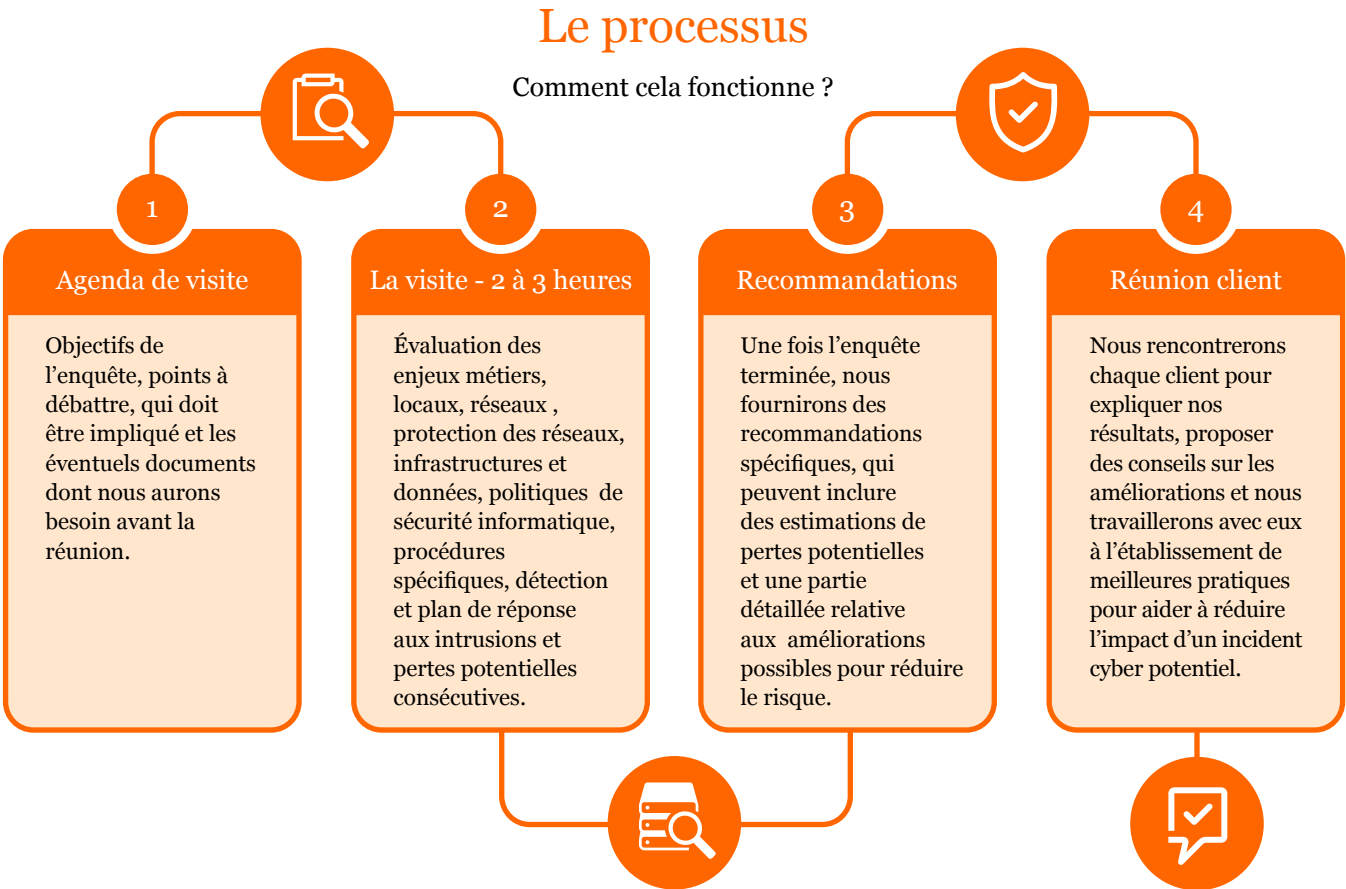 Le processus
Comment cela fonctionne ?
1
Agenda de visite
Objectifs de
l’enquête, points à
débattre, qui doit
être impliqué et les
éventuels documents
dont nous aurons
besoin avant la
réunion.
2
La visite - 2 à 3 heures
Évaluation des
enjeux métiers,
locaux, réseaux ,
protection des réseaux,
infrastructures et
données, politiques  de
sécurité informatique,
procédures
spécifiques, détection
et plan de réponse
aux intrusions et
pertes potentielles
consécutives.
3
Recommandations
Une fois l’enquête
terminée, nous
fournirons des
recommandations
spécifiques, qui
peuvent inclure
des estimations de
pertes potentielles
et une partie
détaillée relative
aux  améliorations
possibles pour réduire
le risque.
4
Réunion client
Nous rencontrerons
chaque client pour
expliquer nos
résultats, proposer
des conseils sur les
améliorations et nous
travaillerons avec eux
à l’établissement de
meilleures pratiques
pour aider à réduire
l’impact d’un incident
cyber potentiel.